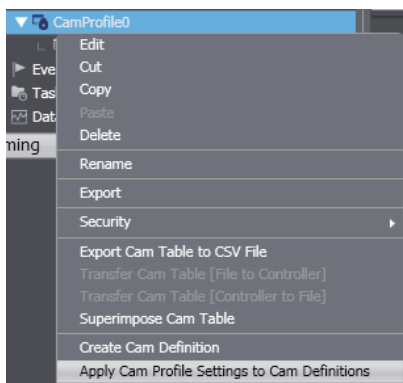 CamProfile0
Edit
Eve
Cut
Tas
Copy
Dat
Paste
Delete
ming
Rename
Export
Security
Export Cam Table to CSV File
Transfer Cam Table [File to Controller]
Transfer Cam Table [Controller to File]
Superimpose Cam Table
Create Cam Definition
Apply Cam Profile Settings to Cam Definitions